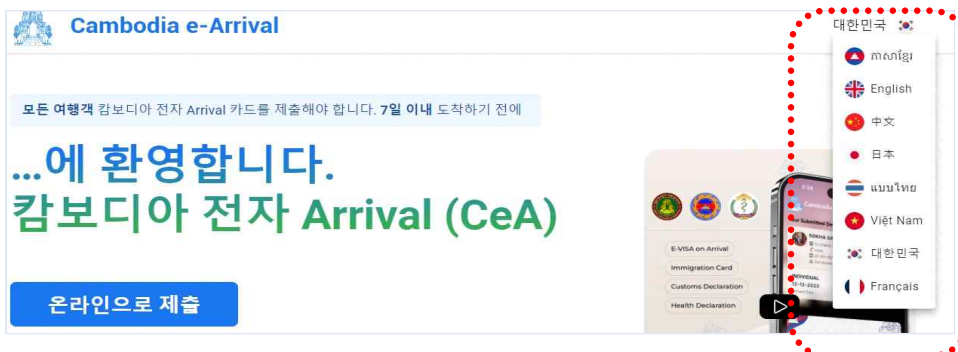 Cambodia e-Arrival
대한민국
ភាសាខ្មែរ
English
中文
日本
แบบไทย
Việt Nam
대한민국
Français
모든 여행객 캄보디아 전자 Arrival 카드를 제출해야 합니다. 7일 이내 도착하기 전에
...에 환영합니다.
캄보디아 전자 Arrival (CeA)
온라인으로 제출
E-VISA on Arrival
Immigration Card
Customs Declaration
Health Declaration
INDIVIDUAL